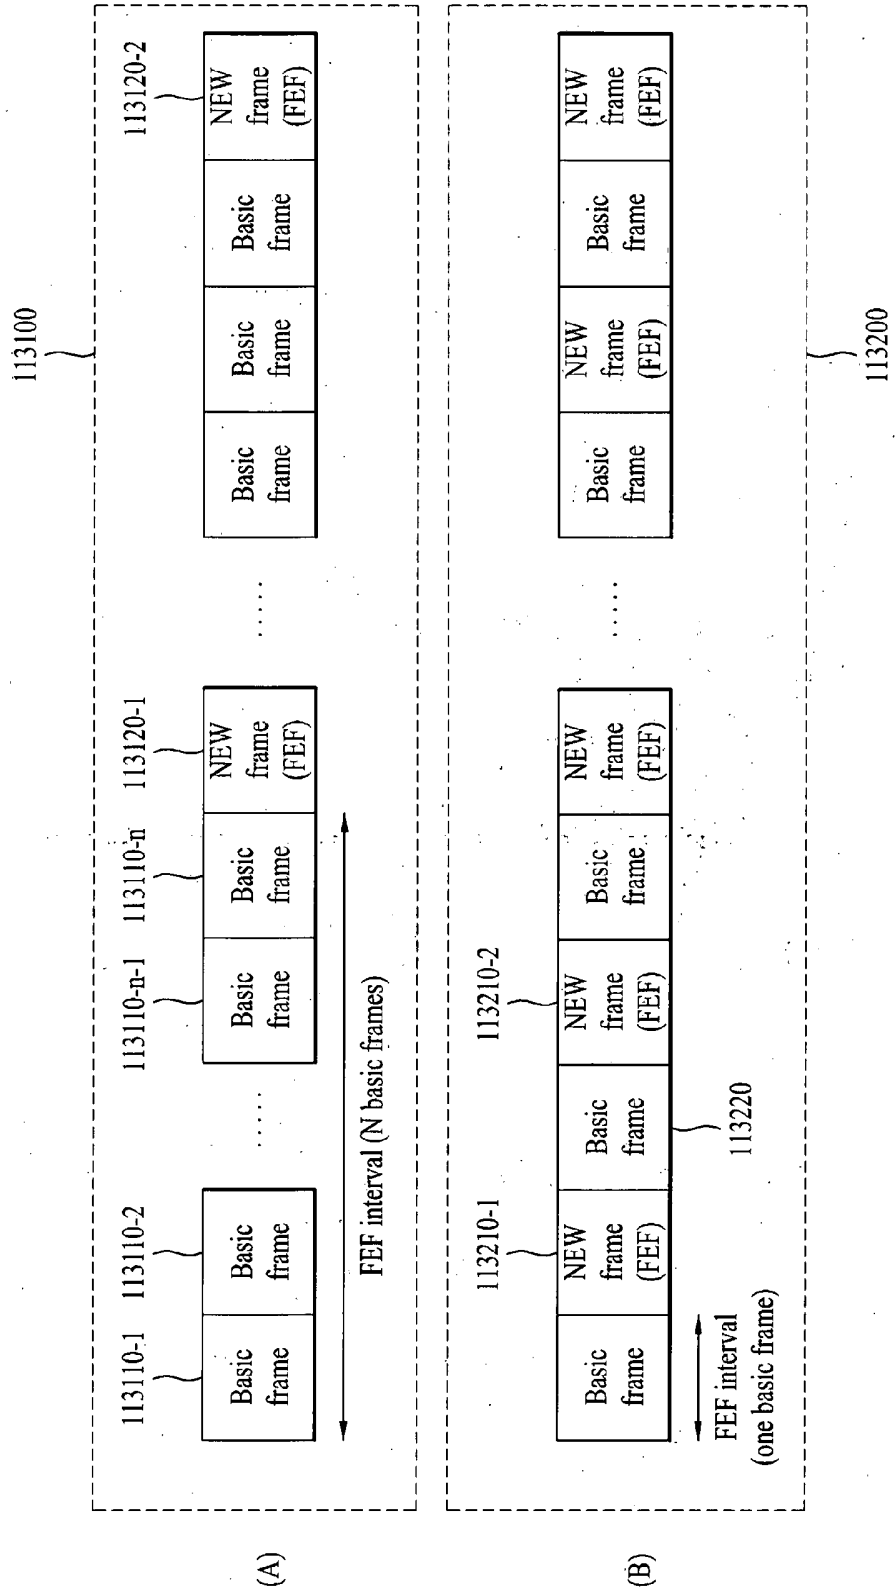 113100
113110-1
113110-2
113110-n-1
113110-n
113120-1
113120-2
(A)
Basic
frame
Basic
frame
.....
Basic
frame
Basic
frame
NEW
frame
(FEF)
.....
Basic
frame
Basic
frame
Basic
frame
NEW
frame
(FEF)
FEF interval (N basic frames)
113210-1
113210-2
(B)
Basic
frame
NEW
frame
(FEF)
Basic
frame
NEW
frame
(FEF)
Basic
frame
NEW
frame
(FEF)
.....
Basic
frame
NEW
frame
(FEF)
Basic
frame
NEW
frame
(FEF)
FEF interval
(one basic frame)
113220
113200